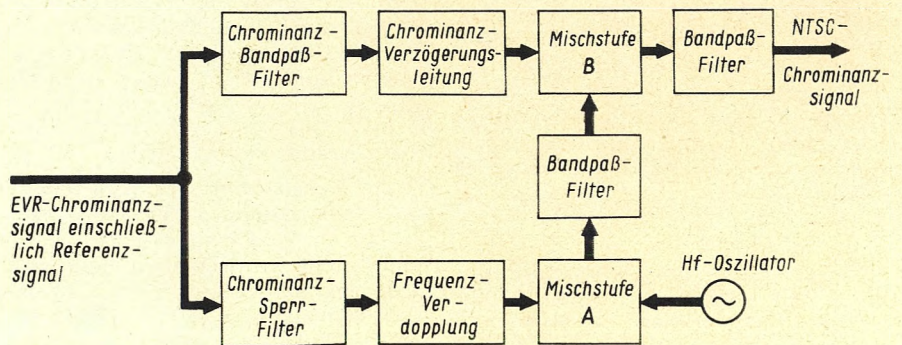 Chrominanz-
Bandpaß-
Filter
Chrominanz-
Verzögerungs-
leitung
Mischstufe
B
Bandpaß-
Filter
NTSC-
Chrominanz-
signal
Bandpaß-
Filter
EVR-Chrominanz-
signal einschließ-
lich Referenz-
signal
Chrominanz-
Sperr-
Filter
Frequenz-
Ver-
dopplung
Mischstufe
A
Hf-Oszillator
~